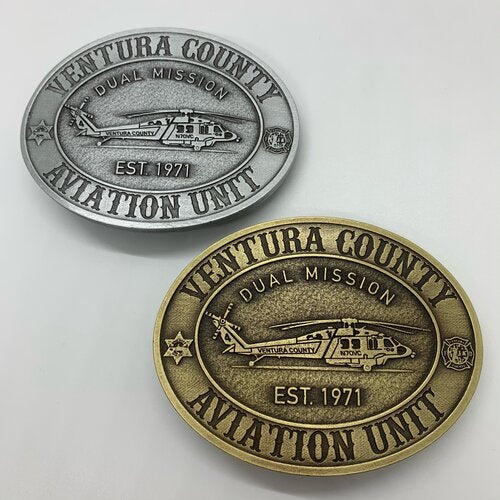 VENTURA COUNTY
DUAL MISSION
VENTURA COUNTY
N70VC
EST. 1971
AVIATION UNIT
VENTURA COUNTY
DUAL MISSION
VENTURA COUNTY
N70VC
EST. 1971
AVIATION UNIT